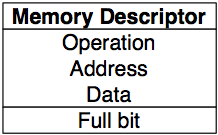 Memory Descriptor
Operation
Address
Data
Full bit